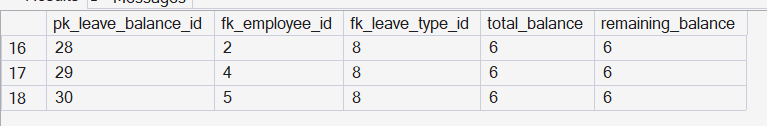 pk_leave_balance_id fk_employee_id fk_leave_type_id total_balance remaining_balance
16 28 2 8 6 6
17 29 4 8 6 6
18 30 5 8 6 6